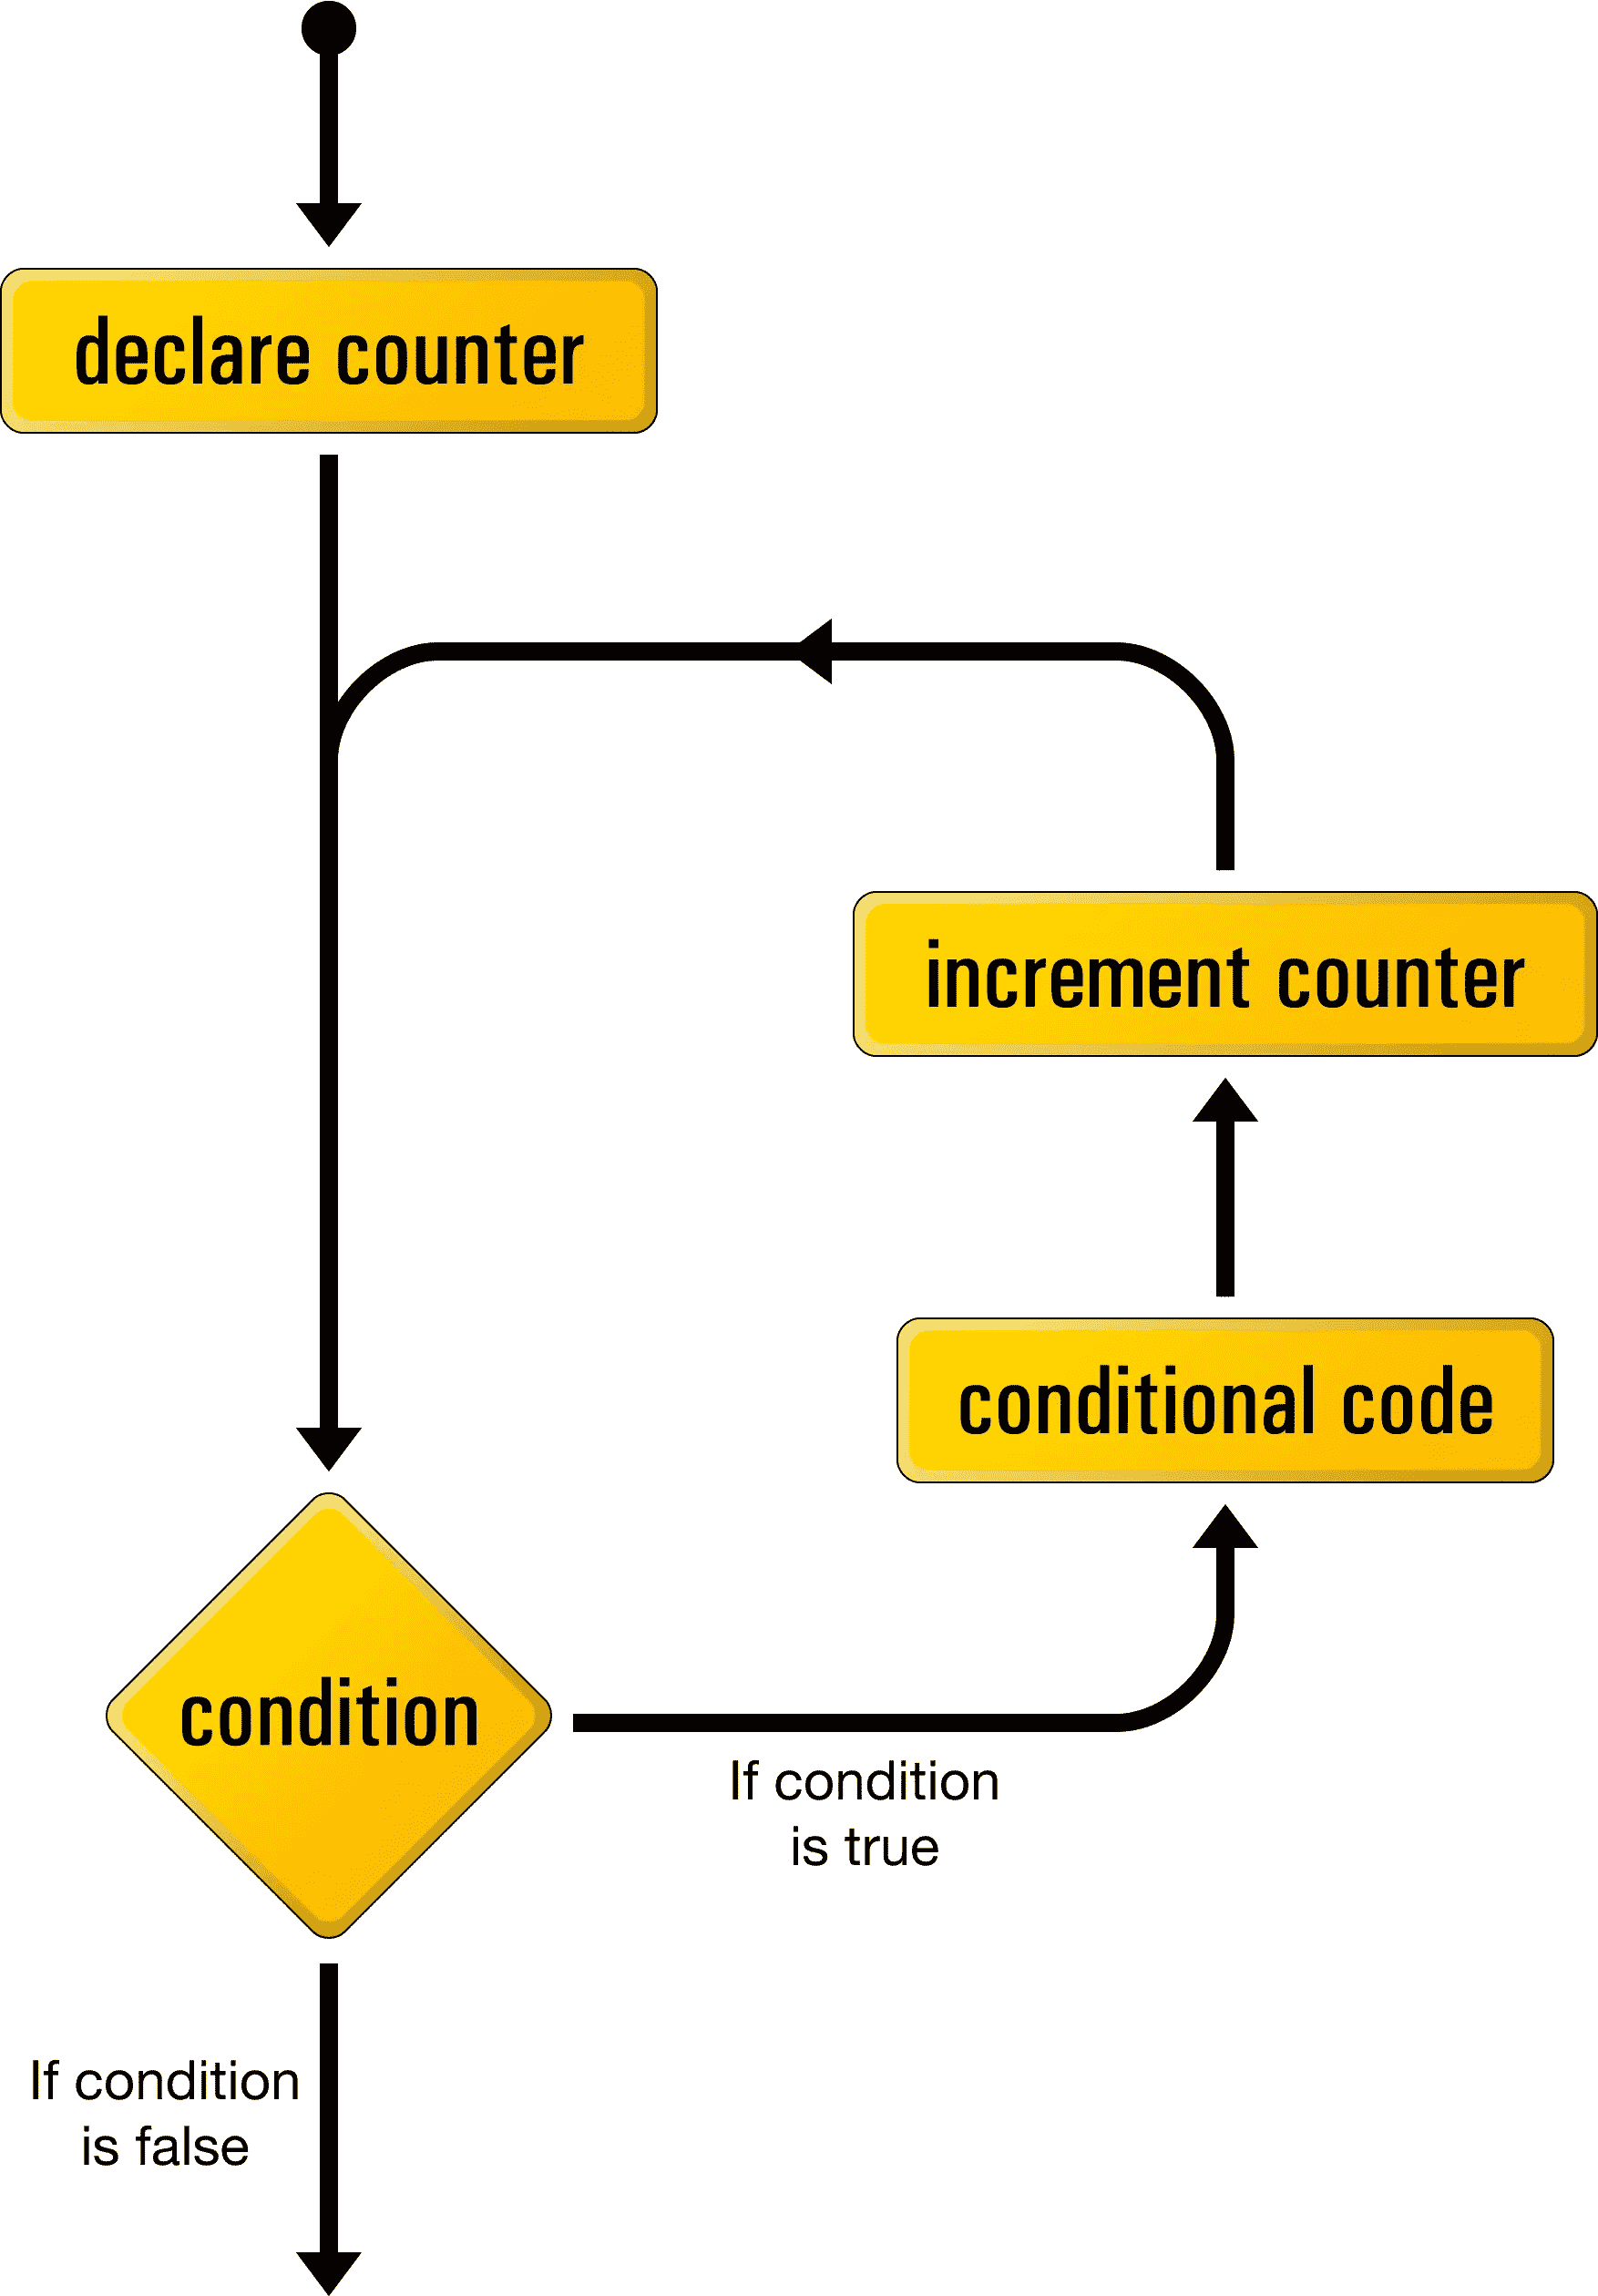 declare counter
increment counter
conditional code
condition
If condition
is true
If condition
is false